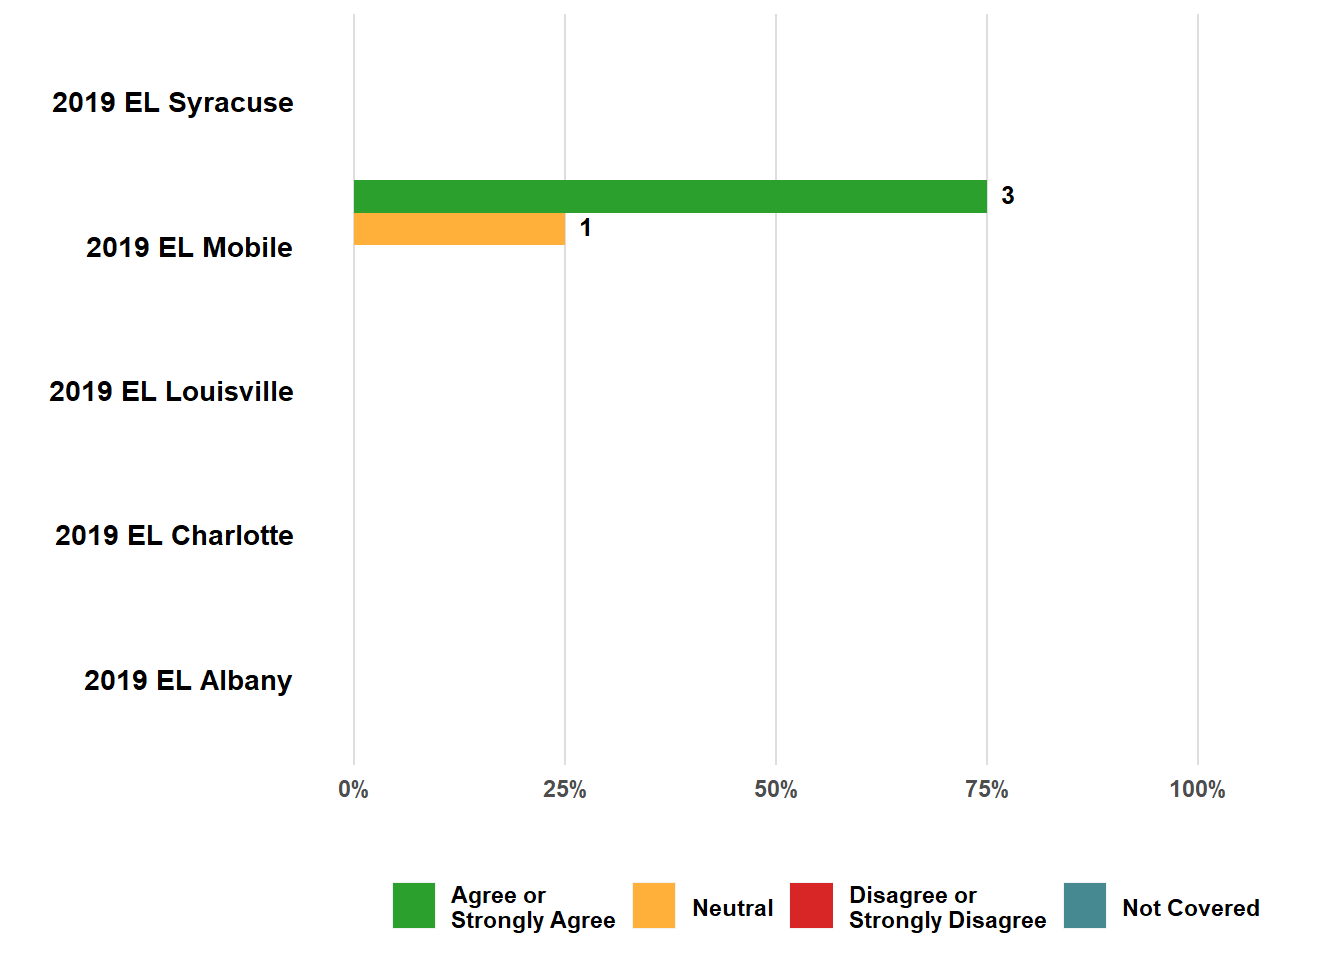 2019 EL Syracuse
3
1
2019 EL Mobile
2019 EL Louisville
2019 EL Charlotte
2019 EL Albany
0% 25% 50% 75% 100%
Agree or
Strongly Agree
Neutral
Disagree or
Strongly Disagree
Not Covered